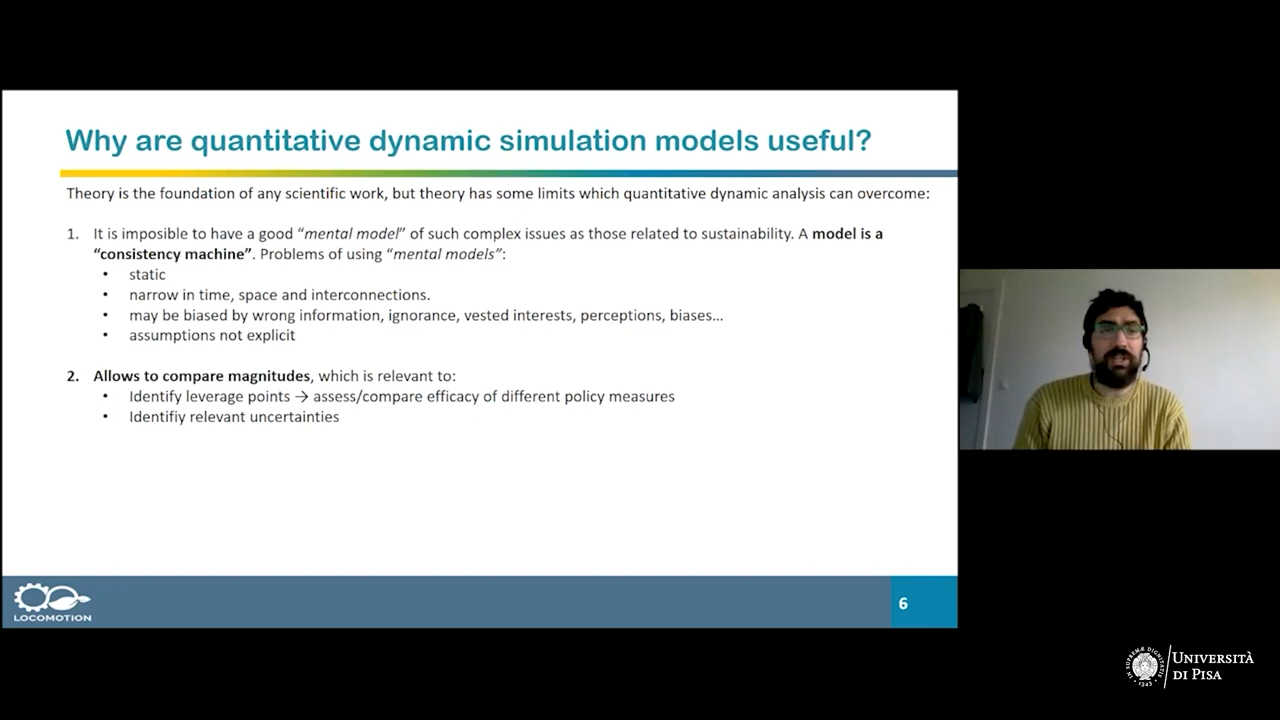 Why are quantitative dynamic simulation models useful?
Theory is the foundation of any scientific work, but theory has some limits which quantitative dynamic analysis can overcome:
1. It is imposible to have a good “mental model” of such complex issues as those related to sustainability. A model is a
“consistency machine”. Problems of using “mental models”:
• static
• narrow in time, space and interconnections.
• may be biased by wrong information, ignorance, vested interests, perceptions, biases...
• assumptions not explicit
2. Allows to compare magnitudes, which is relevant to:
• Identify leverage points → assess/compare efficacy of different policy measures
• Identifiy relevant uncertainties
LOCOMOTION
6
IN SUPREMÆ DIGNITATIS
1343
UNIVERSITÀ
DI PISA